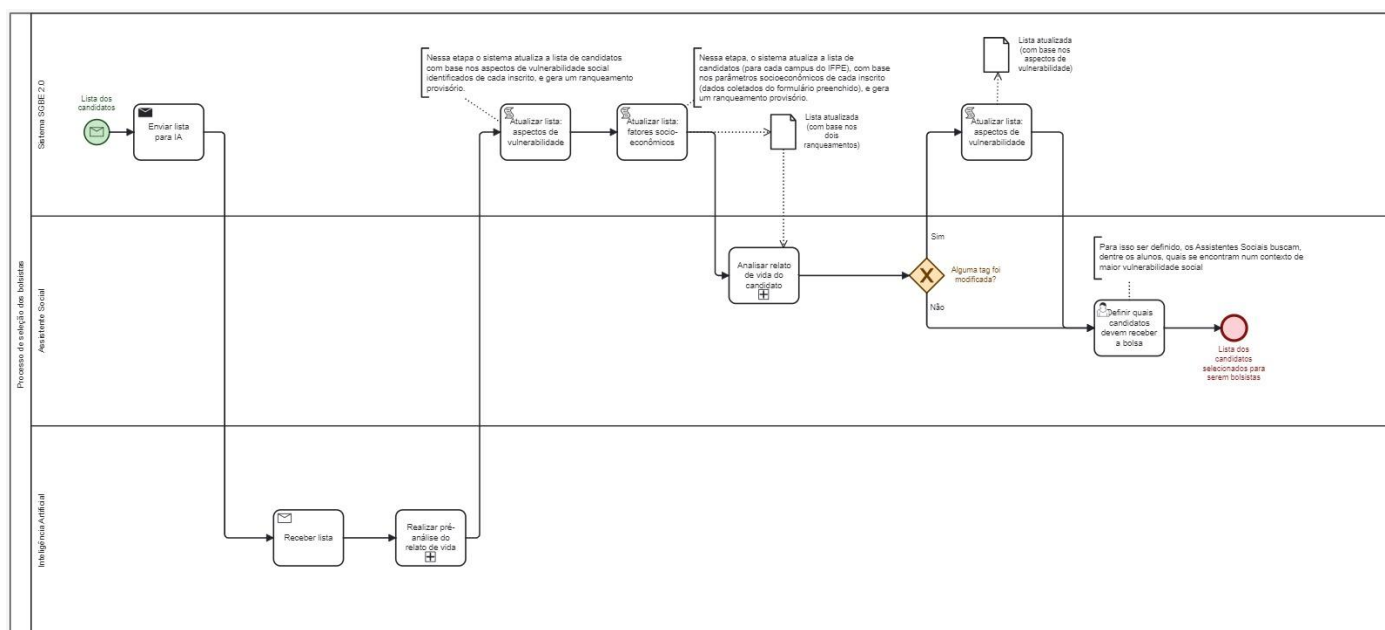 Processo de seleção dos bolsistas
Sistema SGBE 2.0
Lista dos
candidatos
Enviar lista
para IA
Nessa etapa o sistema atualiza a lista de candidatos
com base nos aspectos de vulnerabilidade social
identificados de cada inscrito, e gera um ranqueamento
provisório.
Atualizar lista:
aspectos de
vulnerabilidade
Nessa etapa, o sistema atualiza a lista de
candidatos (para cada campus do IFPE), com base
nos parâmetros socioeconômicos de cada inscrito
(dados coletados do formulário preenchido), e gera
um ranqueamento provisório.
Atualizar lista:
fatores socio-
econômicos
Lista atualizada
(com base nos
dois
ranqueamentos)
Atualizar lista:
aspectos de
vulnerabilidade
Lista atualizada
(com base nos
aspectos de
vulnerabilidade)
Assistente Social
Analisar relato
de vida do
candidato
Sim
Alguma tag foi
modificada?
Não
Para isso ser definido, os Assistentes Sociais buscam,
dentre os alunos, quais se encontram num contexto de
maior vulnerabilidade social
Definir quais
candidatos
devem receber
a bolsa
Lista dos
candidatos
selecionados para
serem bolsistas
Inteligência Artificial
Receber lista
Realizar pré-
análise do
relato de vida